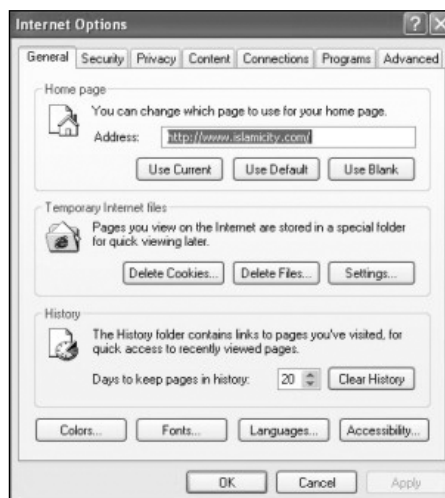 Internet Options
General Security Privacy Content Connections Programs Advanced
Home page
You can change which page to use for your home page.
Address: http://www.islamicity.com/
Use Current Use Default Use Blank
Temporary Internet files
Pages you view on the Internet are stored in a special folder
for quick viewing later.
Delete Cookies... Delete Files... Settings...
History
The History folder contains links to pages you've visited, for
quick access to recently viewed pages.
Days to keep pages in history: 20 Clear History
Colors... Fonts... Languages... Accessibility...
OK Cancel Apply